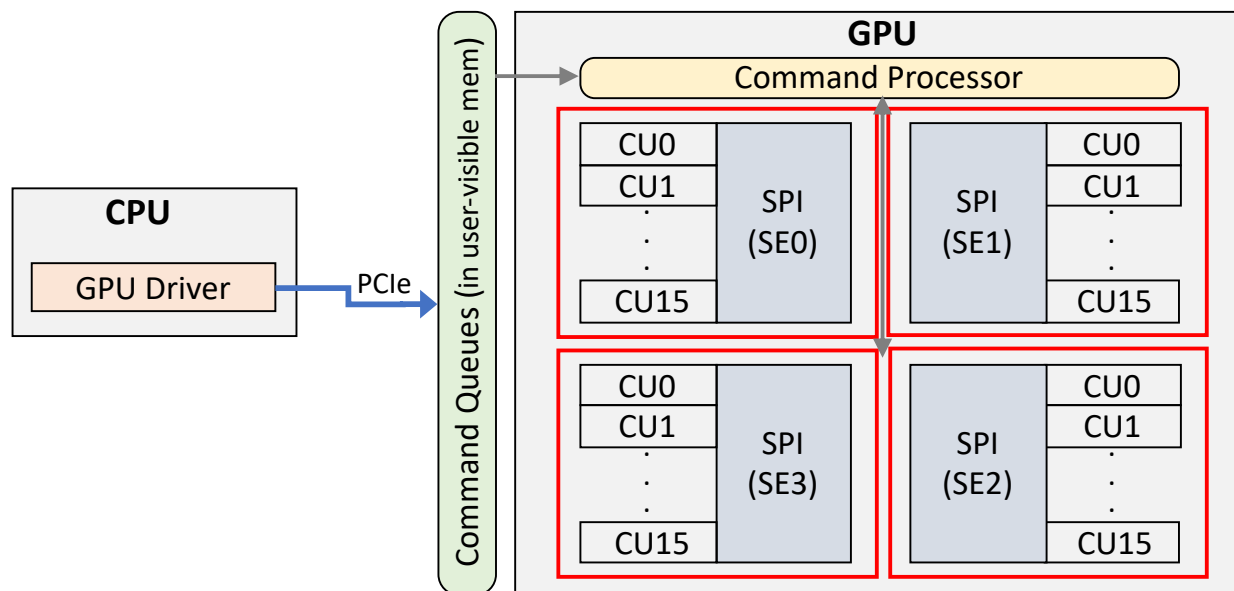 CPU
GPU Driver
PCIe
Command Queues (in user-visible mem)
GPU
Command Processor
CU0
CU1
.
.
.
CU15
SPI
(SE0)
SPI
(SE1)
CU0
CU1
.
.
.
CU15
CU0
CU1
.
.
.
CU15
SPI
(SE3)
SPI
(SE2)
CU0
CU1
.
.
.
CU15